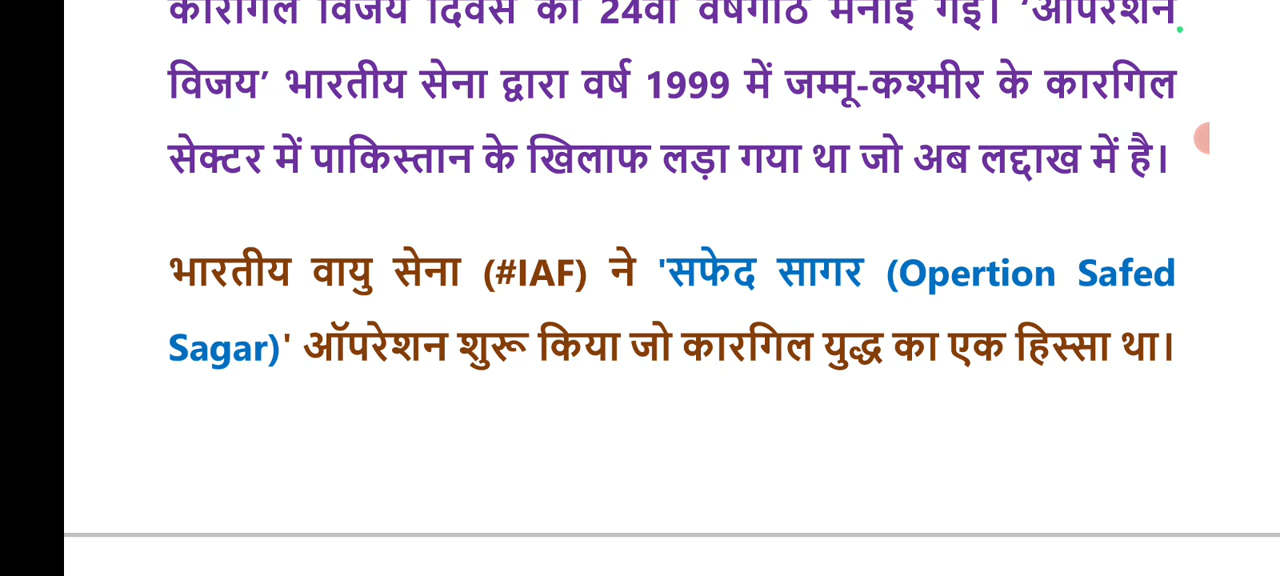 कारगिल विजय दिवस की 24वीं वर्षगांठ मनाई गई। ‘ऑपरेशन
विजय’ भारतीय सेना द्वारा वर्ष 1999 में जम्मू-कश्मीर के कारगिल
सेक्टर में पाकिस्तान के खिलाफ लड़ा गया था जो अब लद्दाख में है।
भारतीय वायु सेना (#IAF) ने 'सफेद सागर (Opertion Safed
Sagar)' ऑपरेशन शुरू किया जो कारगिल युद्ध का एक हिस्सा था।